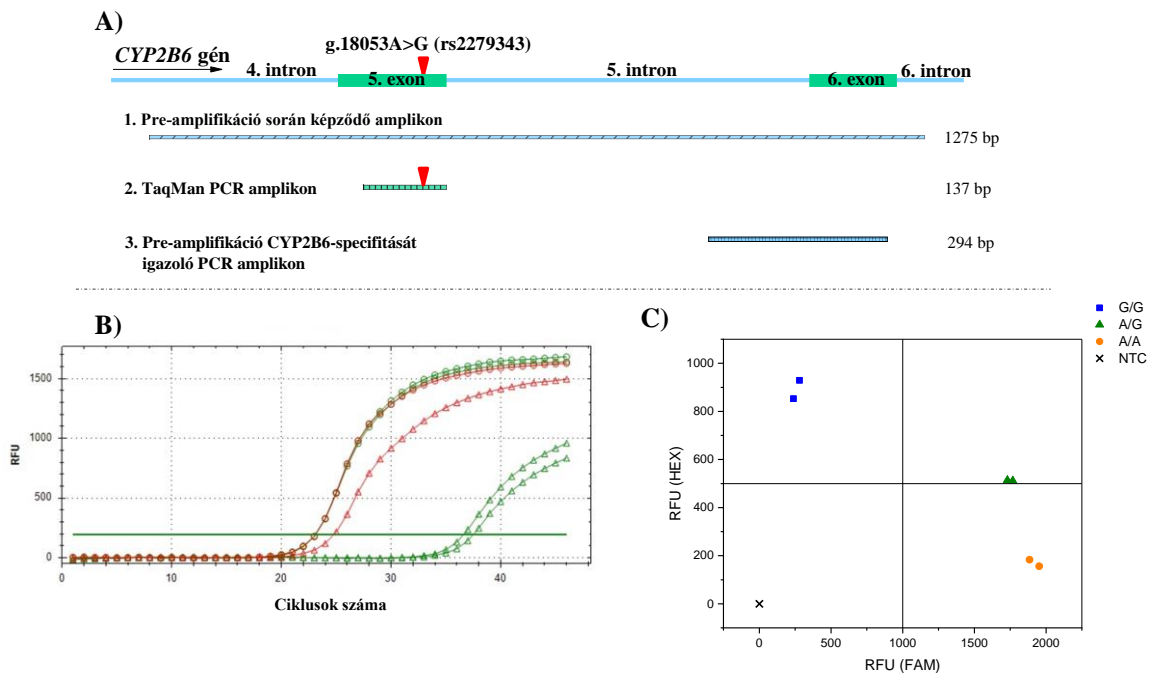 A)
g.18053A>G (rs2279343)
CYP2B6 gén
4. intron
5. exon
5. intron
6. exon
6. intron
1. Pre-amplifikáció során képződő amplikon
1275 bp
2. TaqMan PCR amplikon
137 bp
3. Pre-amplifikáció CYP2B6-specifitását
igazoló PCR amplikon
294 bp
B)
RFU
1500
1000
500
0
0
10
20
30
40
Ciklusok száma
C)
G/G
A/G
A/A
NTC
RFU (HEX)
1000
800
600
400
200
0
0
500
1000
1500
2000
RFU (FAM)